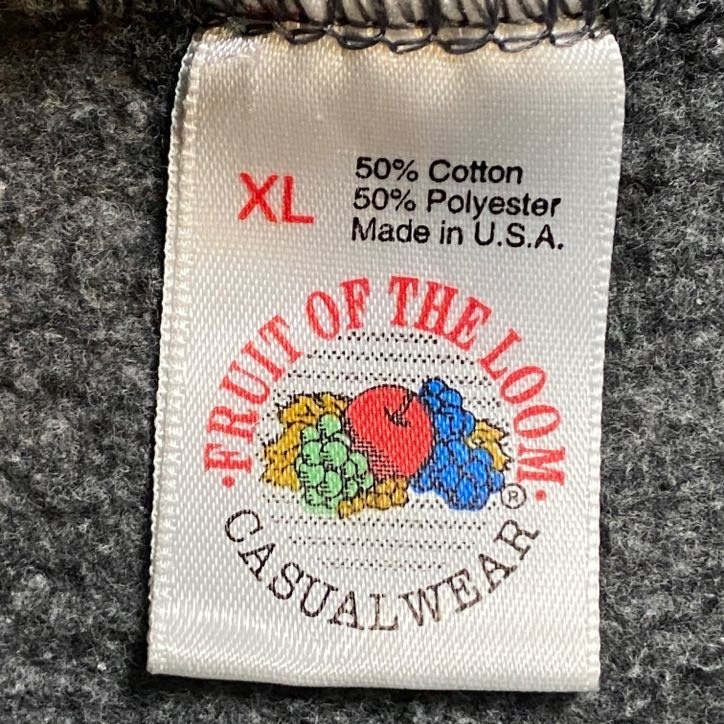 XL
50% Cotton
50% Polyester
Made in U.S.A.
·FRUIT OF THE LOOM·
®
CASUALWEAR